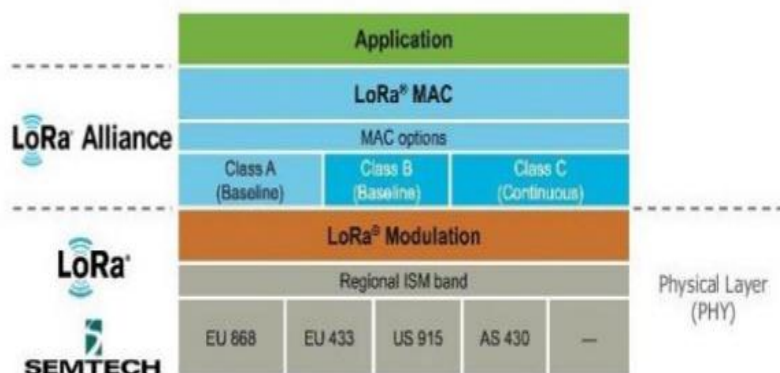 Application
LoRa® MAC
LoRa Alliance
MAC options
Class A
(Baseline)
Class B
(Baseline)
Class C
(Continuous)
LoRa® Modulation
LoRa®
Regional ISM band
Physical Layer
(PHY)
EU 868
EU 433
US 915
AS 430
—
SEMTECH